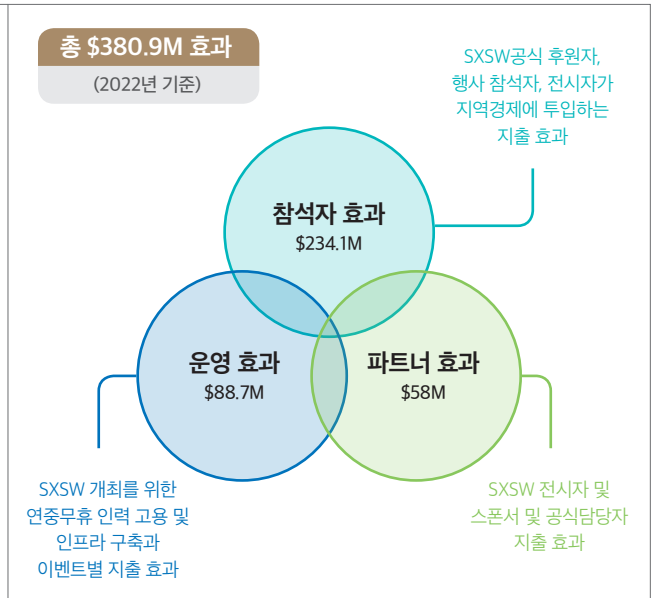 총 $380.9M 효과
(2022년 기준)
SXSW공식 후원자,
행사 참석자, 전시자가
지역경제에 투입하는
지출 효과
참석자 효과
$234.1M
운영 효과
$88.7M
파트너 효과
$58M
SXSW 개최를 위한
연중무휴 인력 고용 및
인프라 구축과
이벤트별 지출 효과
SXSW 전시자 및
스폰서 및 공식담당자
지출 효과